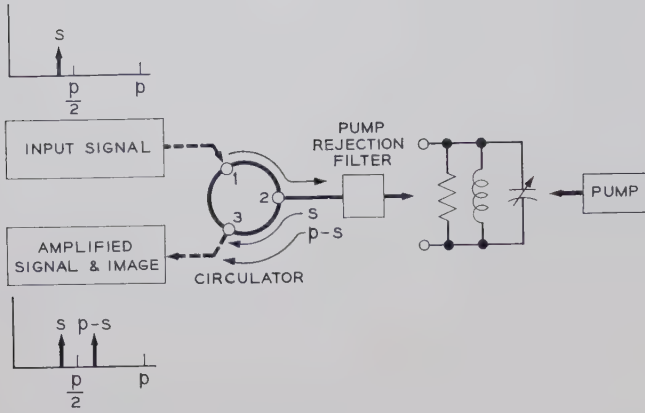 s
p
2
p
INPUT SIGNAL
1
2
3
PUMP
REJECTION
FILTER
PUMP
s
p-s
AMPLIFIED
SIGNAL & IMAGE
CIRCULATOR
s p-s
p
2
p